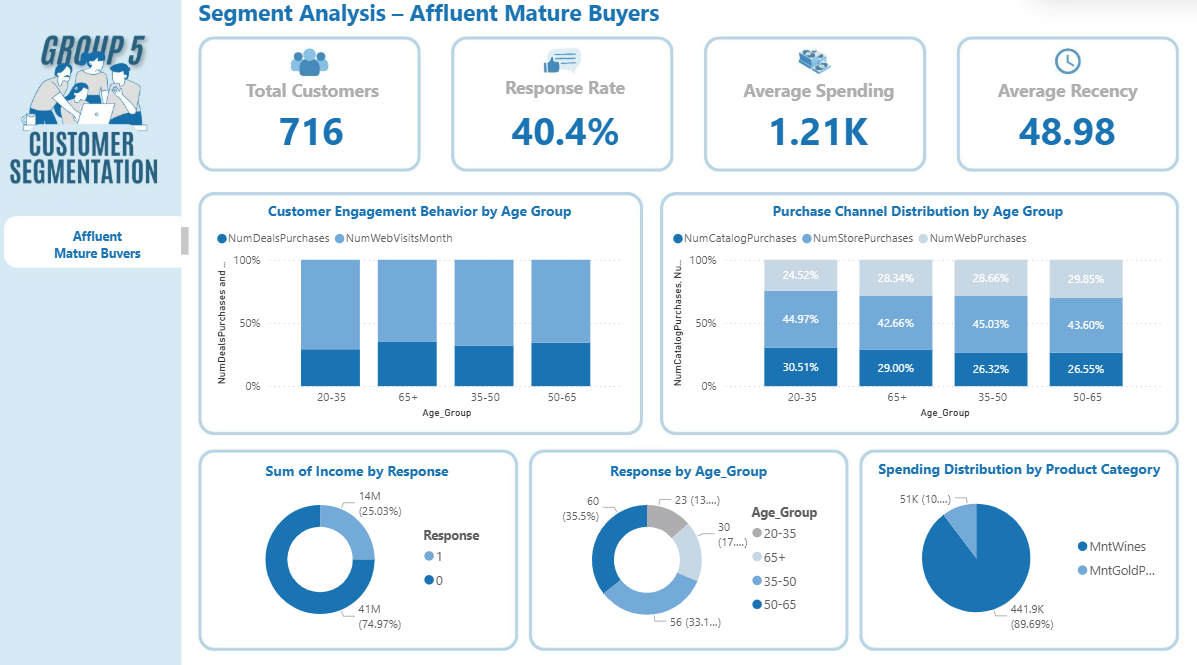 Segment Analysis – Affluent Mature Buyers
GROUP 5
CUSTOMER
SEGMENTATION
Affluent
Mature Buyers
Total Customers
716
Response Rate
40.4%
Average Spending
1.21K
Average Recency
48.98
Customer Engagement Behavior by Age Group
NumDealsPurchases NumWebVisitsMonth
NumDealsPurchases and ...
100%
50%
0%
20-35 65+ 35-50 50-65
Age_Group
Purchase Channel Distribution by Age Group
NumCatalogPurchases NumStorePurchases NumWebPurchases
NumCatalogPurchases, Nu...
100%
50%
0%
24.52% 28.34% 28.66% 29.85%
44.97% 42.66% 45.03% 43.60%
30.51% 29.00% 26.32% 26.55%
20-35 65+ 35-50 50-65
Age_Group
Sum of Income by Response
14M
(25.03%)
41M
(74.97%)
Response
1
0
Response by Age_Group
60
(35.5%)
23 (13....)
30
(17....)
56 (33.1...)
Age_Group
20-35
65+
35-50
50-65
Spending Distribution by Product Category
51K (10....)
441.9K
(89.69%)
MntWines
MntGoldP...